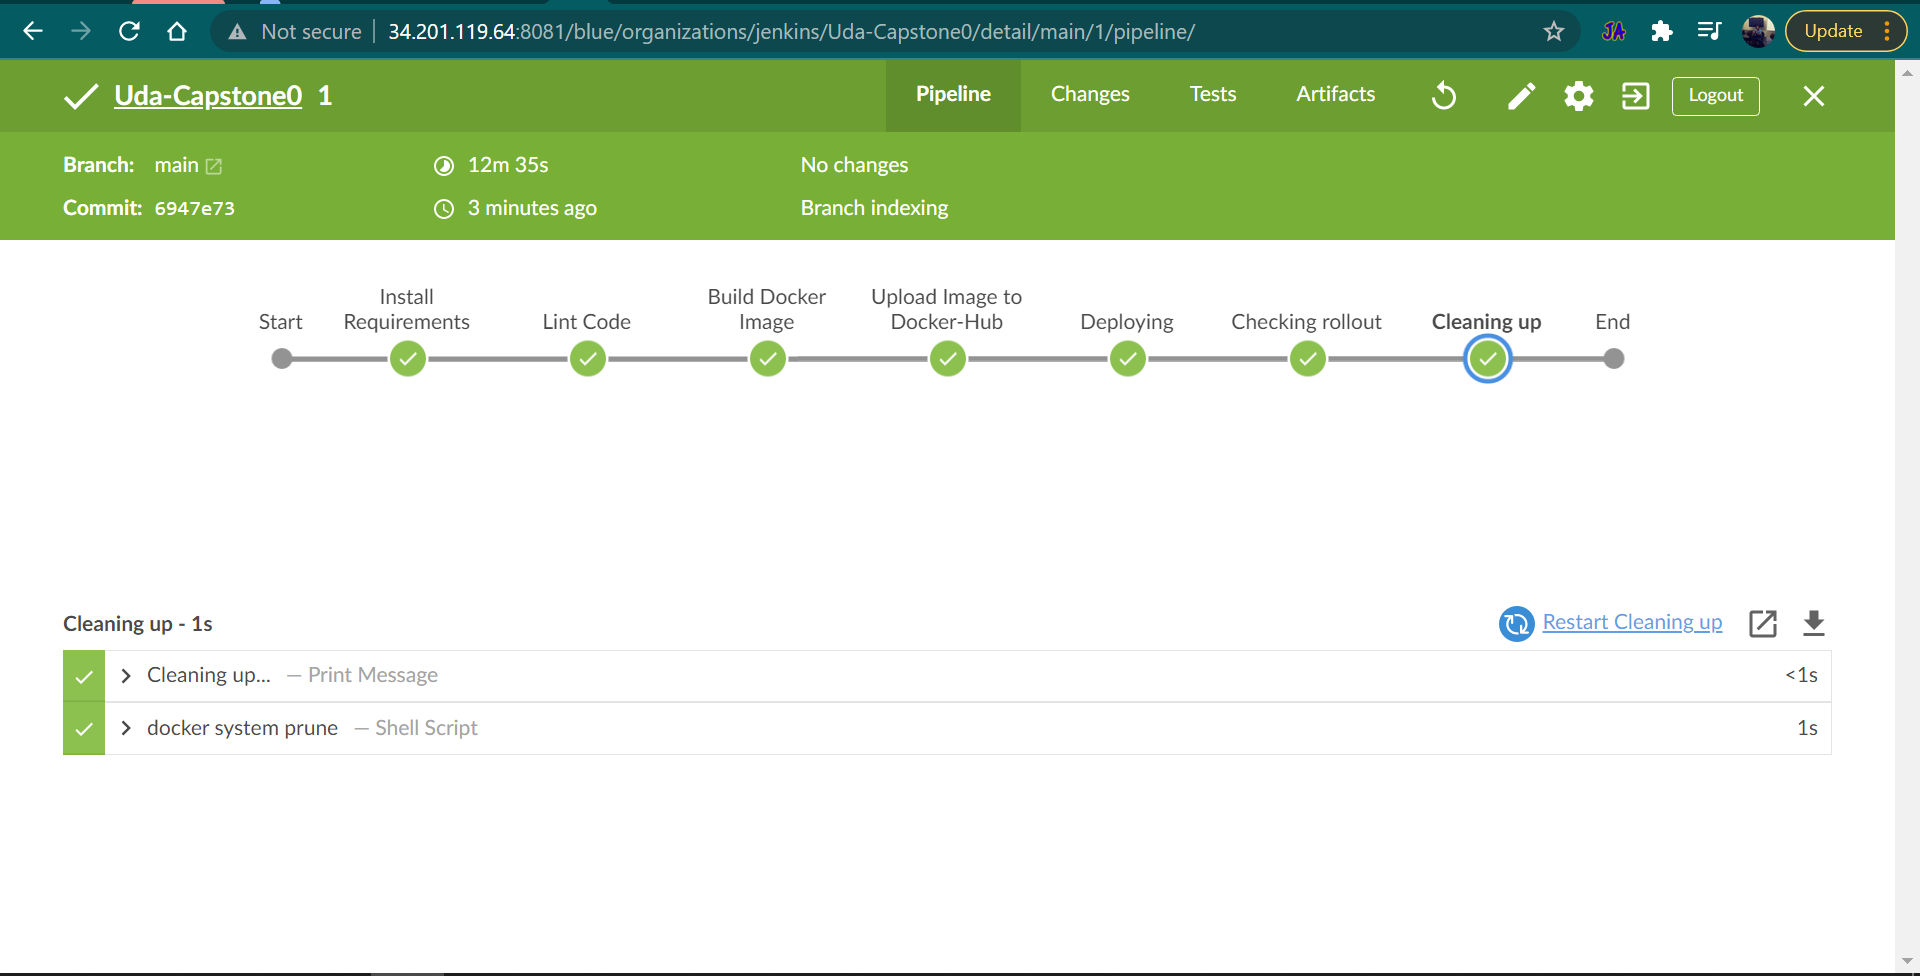 Not secure 34.201.119.64:8081/blue/organizations/jenkins/Uda-Capstone0/detail/main/1/pipeline/ JA Update
Uda-Capstone0 1 Pipeline Changes Tests Artifacts Logout
Branch: main 12m 35s No changes
Commit: 6947e73 3 minutes ago Branch indexing
Start
Install
Requirements
Lint Code
Build Docker
Image
Upload Image to
Docker-Hub
Deploying
Checking rollout
Cleaning up
End
Cleaning up - 1s Restart Cleaning up
Cleaning up... — Print Message <1s
docker system prune — Shell Script 1s